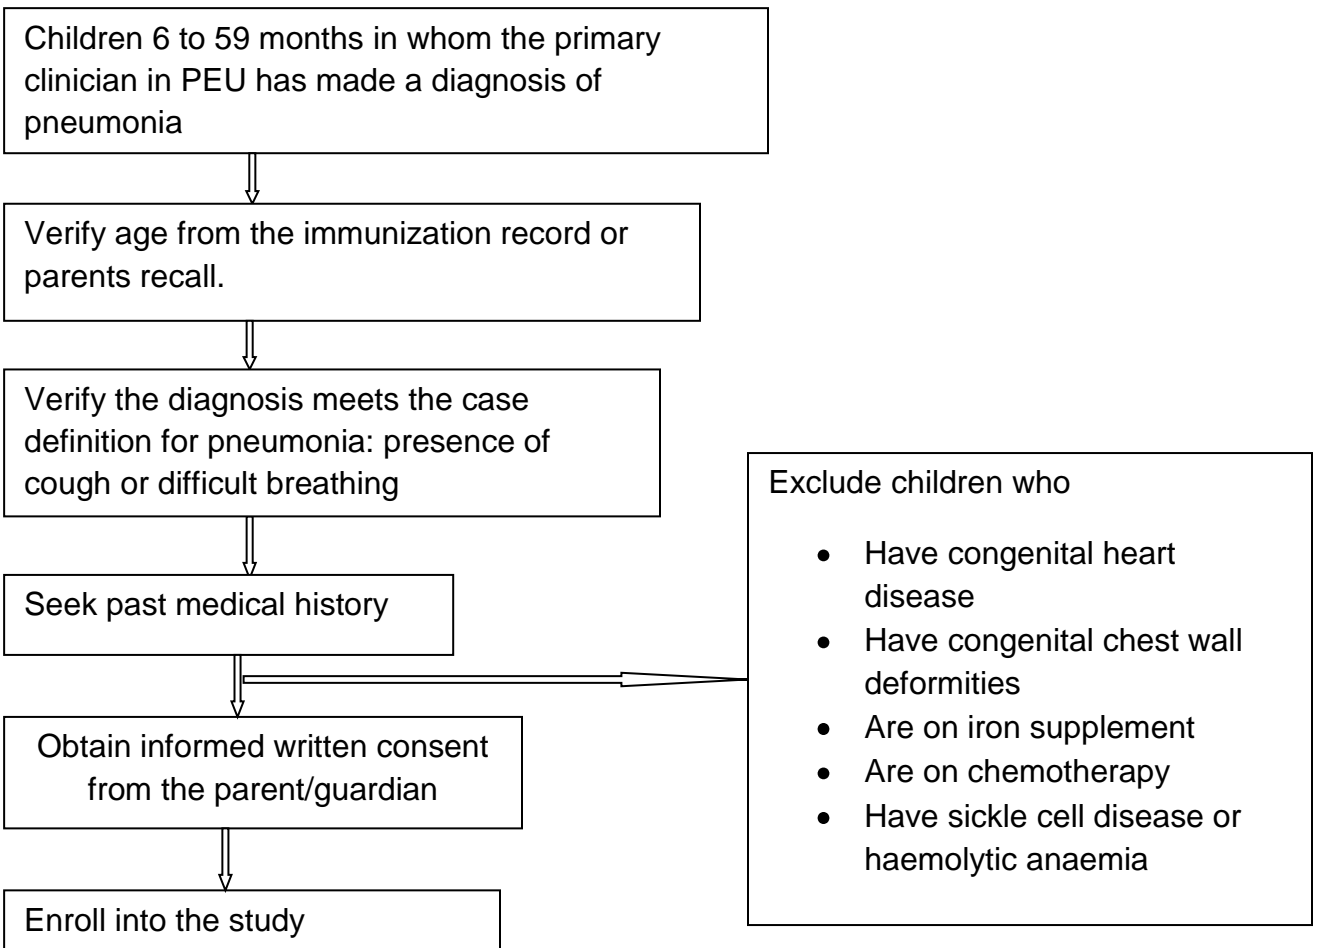 Children 6 to 59 months in whom the primary
clinician in PEU has made a diagnosis of
pneumonia
Verify age from the immunization record or
parents recall.
Verify the diagnosis meets the case
definition for pneumonia: presence of
cough or difficult breathing
Seek past medical history
Exclude children who
• Have congenital heart
disease
• Have congenital chest wall
deformities
• Are on iron supplement
• Are on chemotherapy
• Have sickle cell disease or
haemolytic anaemia
Obtain informed written consent
from the parent/guardian
Enroll into the study